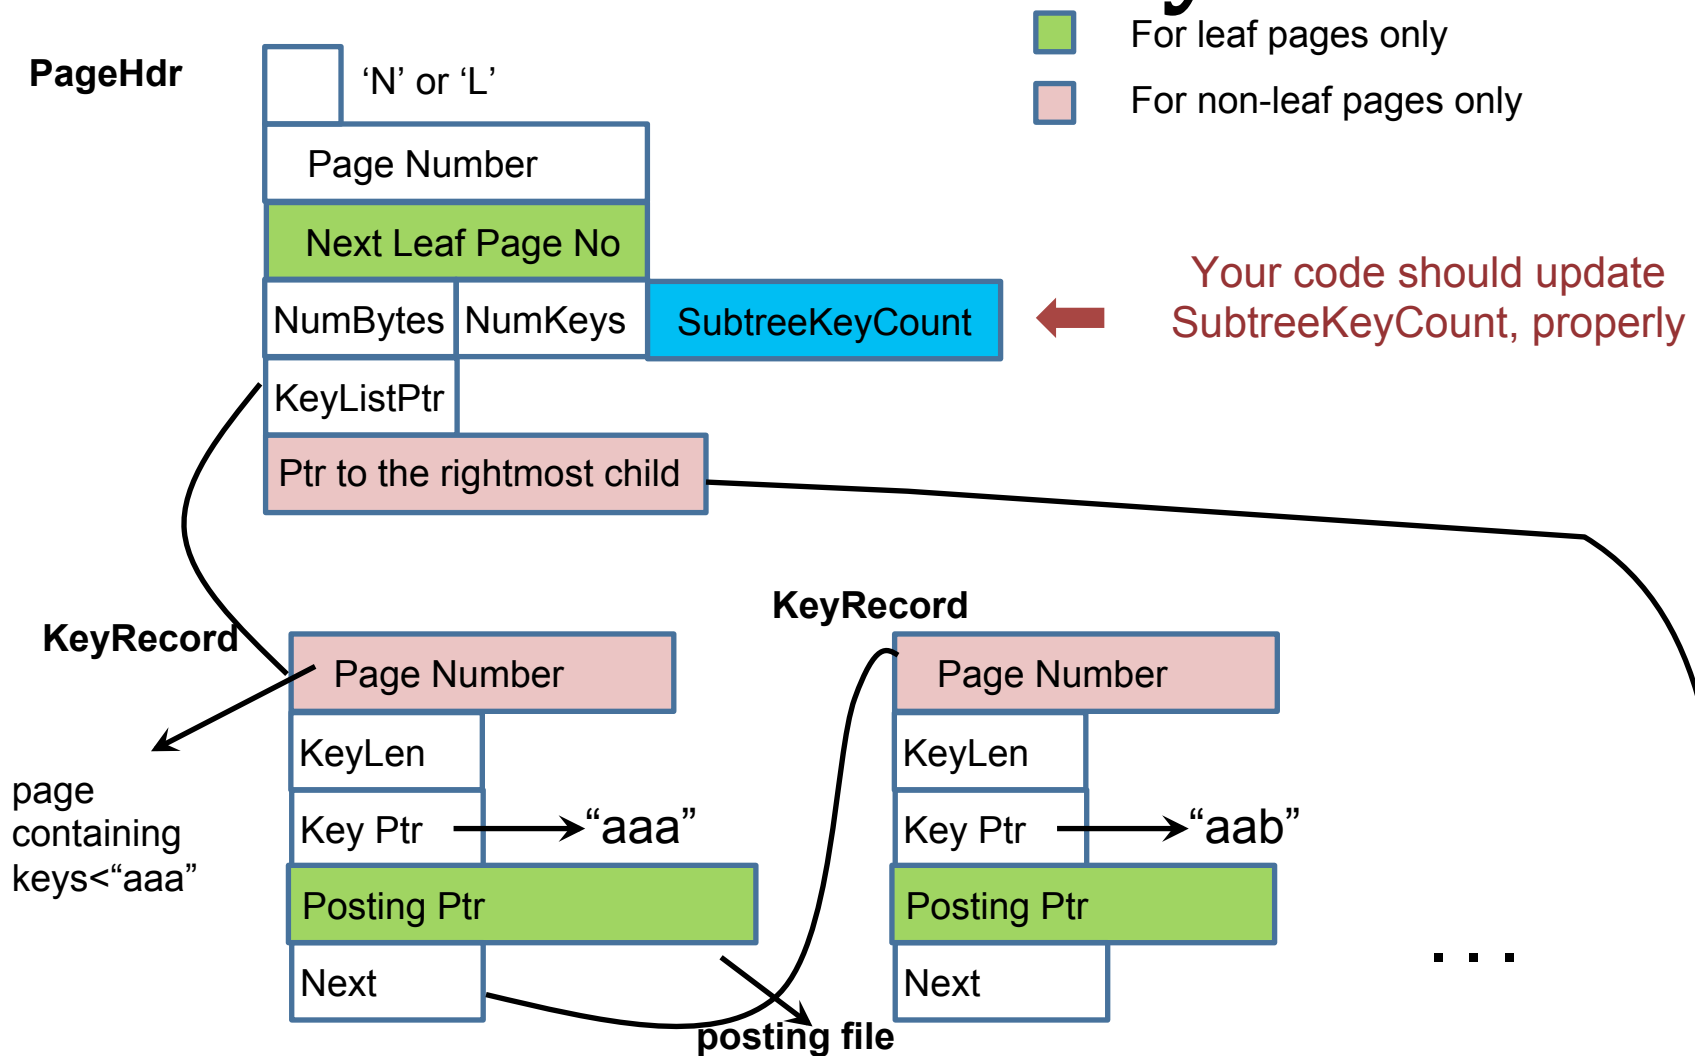 For leaf pages only
PageHdr
‘N’ or ‘L’
For non-leaf pages only
Page Number
Next Leaf Page No
NumBytes
NumKeys
SubtreeKeyCount
Your code should update
SubtreeKeyCount, properly
KeyListPtr
Ptr to the rightmost child
KeyRecord
KeyRecord
Page Number
Page Number
KeyLen
KeyLen
page
containing
keys<“aaa”
Key Ptr
“aaa”
Key Ptr
“aab”
Posting Ptr
Posting Ptr
Next
Next
. . .
posting file